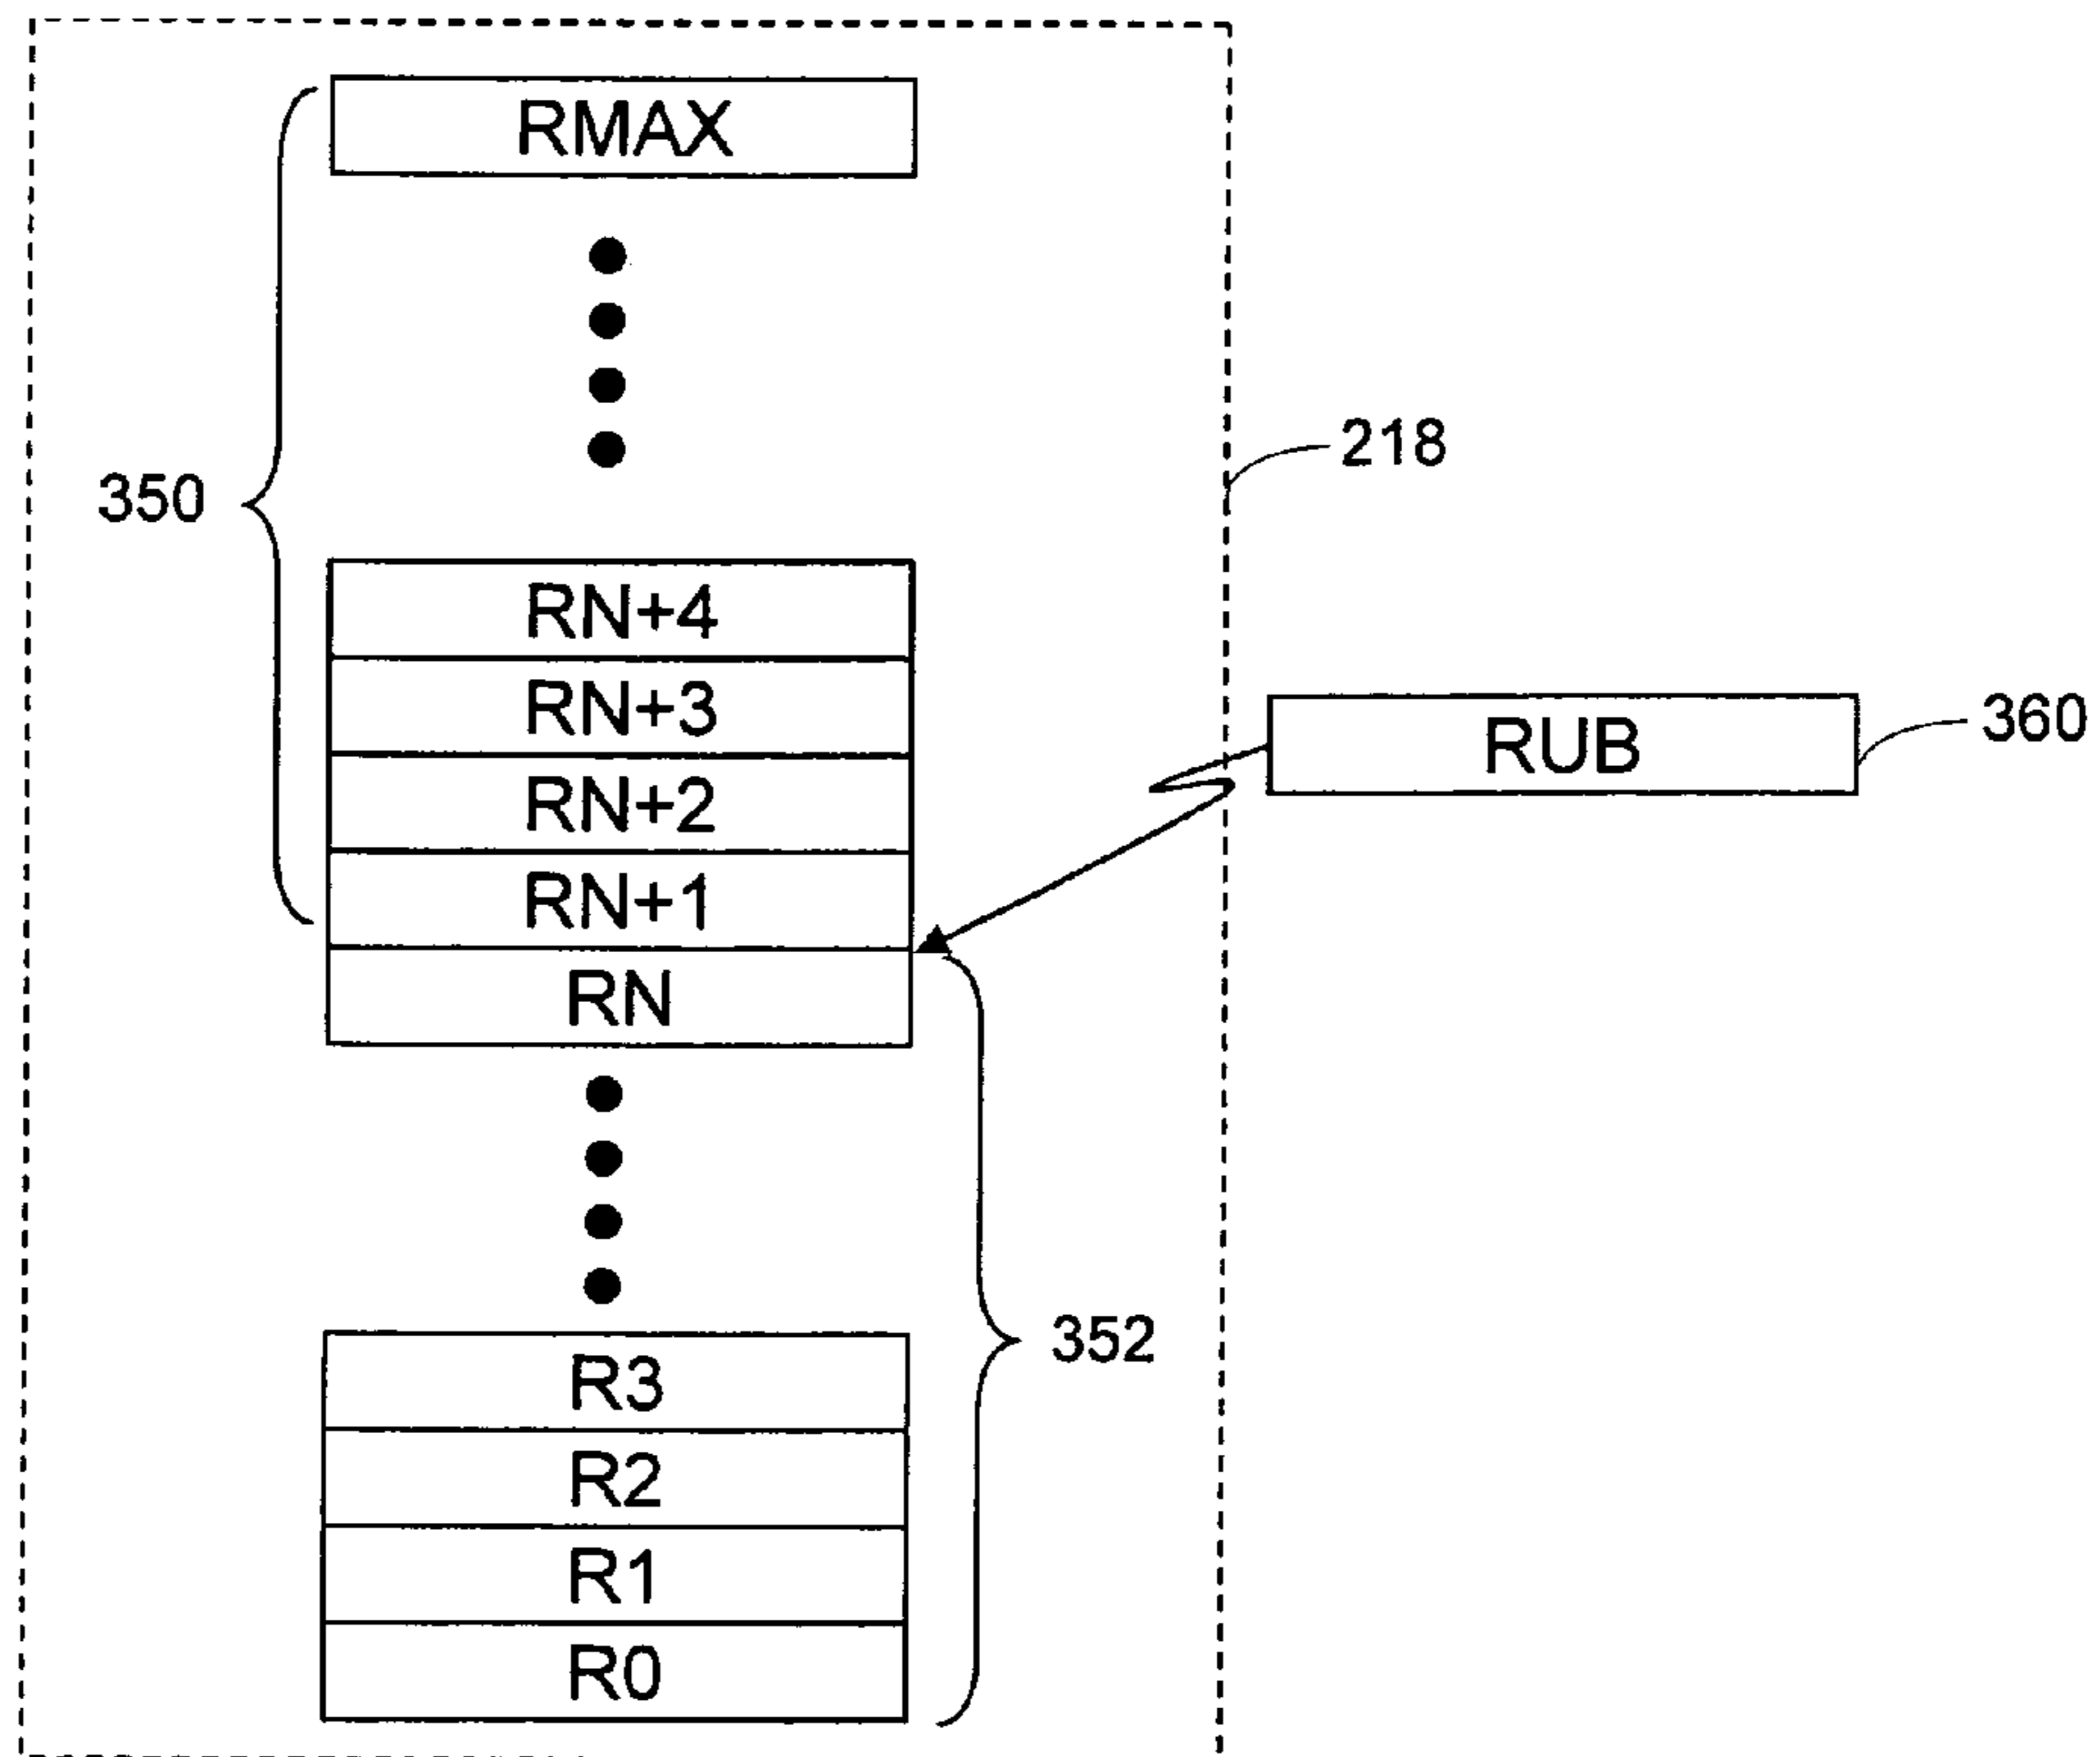 RMAX
218
350
RN+4
RN+3
RUB
360
RN+2
RN+1
RN
R3
352
R2
R1
R0